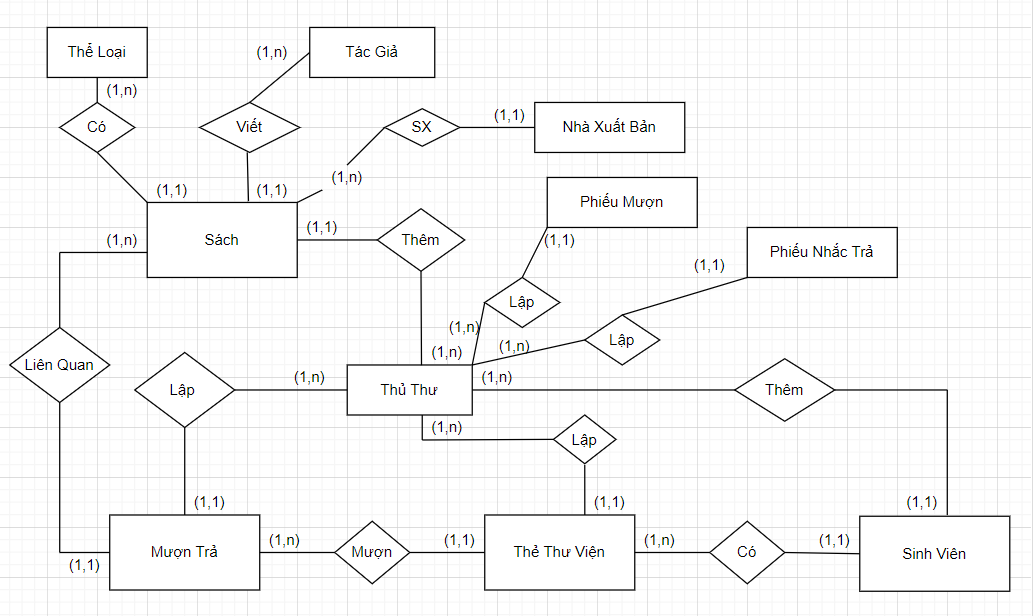 Thể Loại
(1,n)
Tác Giả
(1,n)
Có
Viết
SX
(1,1)
Nhà Xuất Bản
(1,1)
(1,1)
(1,n)
Phiếu Mượn
(1,n)
Sách
(1,1)
Thêm
(1,1)
Phiếu Nhắc Trả
(1,1)
Lập
(1,n)
Lập
(1,n)
(1,n)
Liên Quan
Lập
(1,n)
Thủ Thư
(1,n)
Thêm
(1,n)
Lập
(1,1)
(1,1)
(1,1)
Mượn Trả
(1,n)
Mượn
(1,1)
Thẻ Thư Viện
(1,n)
Có
(1,1)
Sinh Viên
(1,1)